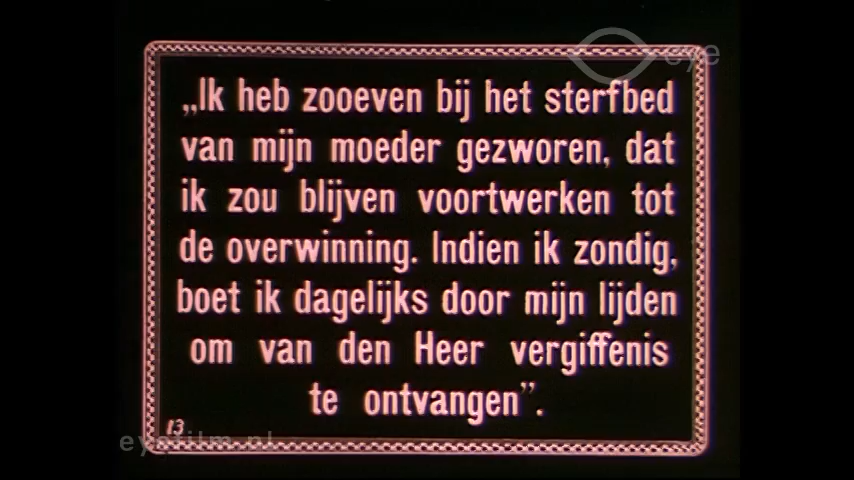 eye
„Ik heb zooeven bij het sterfbed
van mijn moeder gezworen, dat
ik zou blijven voortwerken tot
de overwinning. Indien ik zondig,
boet ik dagelijks door mijn lijden
om van den Heer vergiffenis
te ontvangen”.
13.
eyefilm.nl